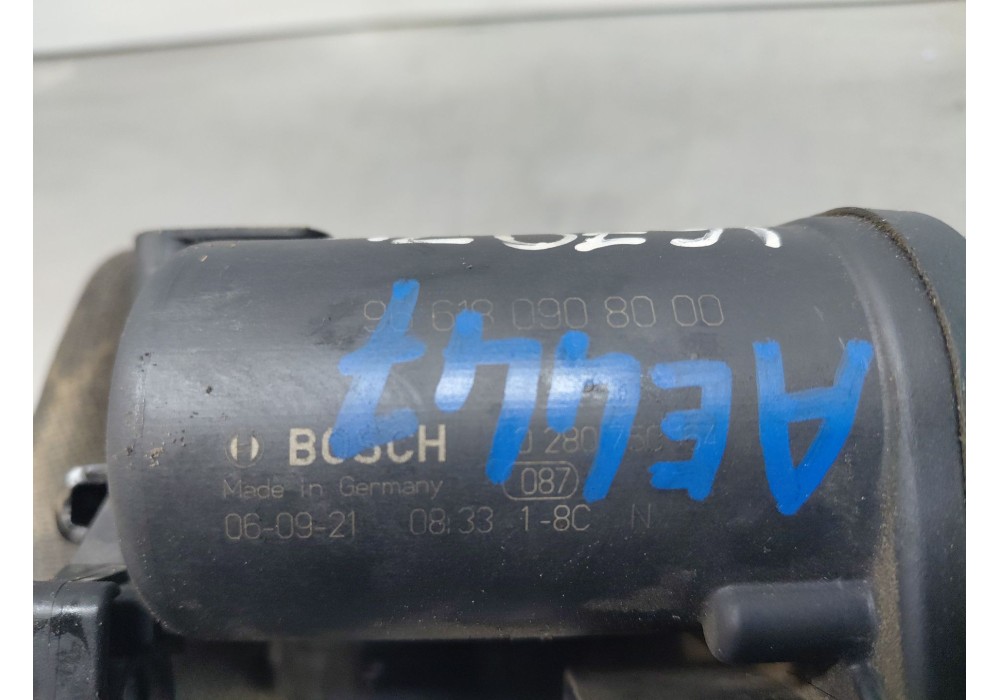 618 090 80 00
BOSCH
0 280
087
Made in Germany
06-09-21 08:33 1-8C N
AE447